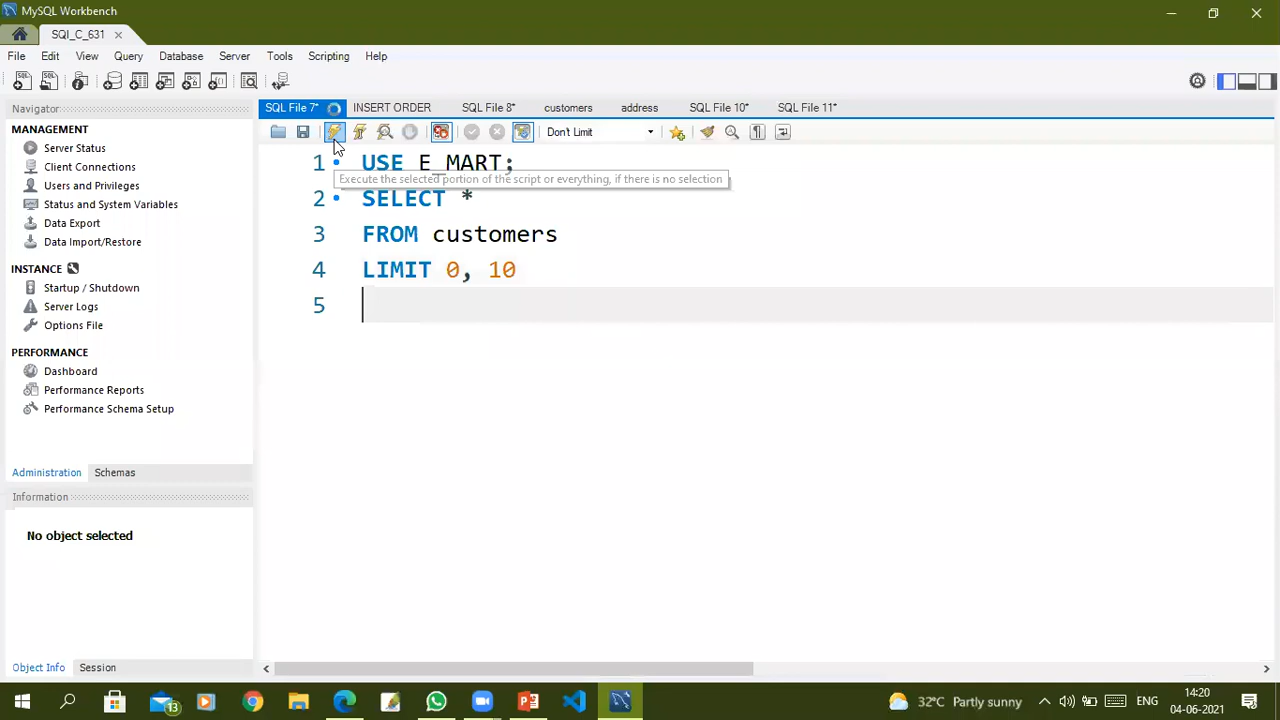 MySQL Workbench
SQl_C_631
File Edit View Query Database Server Tools Scripting Help
Navigator
MANAGEMENT
Server Status
Client Connections
Users and Privileges
Status and System Variables
Data Export
Data Import/Restore
INSTANCE
Startup / Shutdown
Server Logs
Options File
PERFORMANCE
Dashboard
Performance Reports
Performance Schema Setup
Administration Schemas
Information
No object selected
Object Info Session
SQL File 7* INSERT ORDER SQL File 8* customers address SQL File 10* SQL File 11*
Don't Limit
1 USE E_MART;
Execute the selected portion of the script or everything, if there is no selection
2 SELECT *
3 FROM customers
4 LIMIT 0, 10
5
13
32°C Partly sunny
ENG
14:20
04-06-2021